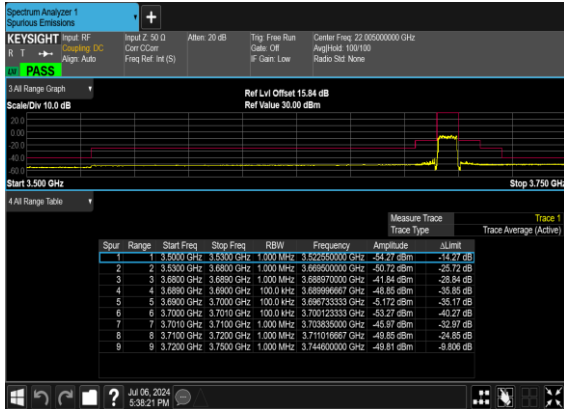 Spectrum Analyzer 1
Spurious Emissions
KEYSIGHT Input: RF Input Z: 50 Ω Atten: 20 dB Trig: Free Run Center Freq: 22.005000000 GHz
R T Coupling: DC Corr CCorr Gate: Off Avg|Hold: 100/100
Align: Auto Freq Ref: Int (S) IF Gain: Low Radio Std: None
PASS
3 All Range Graph
Ref Lvl Offset 15.84 dB
Scale/Div 10.0 dB Ref Value 30.00 dBm
20.0
0.00
-20.0
-40.0
-60.0
Start 3.500 GHz Stop 3.750 GHz
4 All Range Table
Measure Trace Trace 1
Trace Type Trace Average (Active)
Spur Range Start Freq Stop Freq RBW Frequency Amplitude ΔLimit
1 1 3.5000 GHz 3.5300 GHz 1.000 MHz 3.522550000 GHz -54.27 dBm -14.27 dB
2 2 3.5300 GHz 3.6800 GHz 1.000 MHz 3.669500000 GHz -50.72 dBm -25.72 dB
3 3 3.6800 GHz 3.6890 GHz 1.000 MHz 3.688970000 GHz -41.84 dBm -28.84 dB
4 4 3.6890 GHz 3.6900 GHz 100.0 kHz 3.689996667 GHz -48.85 dBm -35.85 dB
5 5 3.6900 GHz 3.7000 GHz 100.0 kHz 3.696733333 GHz -5.172 dBm -35.17 dB
6 6 3.7000 GHz 3.7010 GHz 100.0 kHz 3.700123333 GHz -53.27 dBm -40.27 dB
7 7 3.7010 GHz 3.7100 GHz 1.000 MHz 3.703835000 GHz -45.97 dBm -32.97 dB
8 8 3.7100 GHz 3.7200 GHz 1.000 MHz 3.711016667 GHz -49.85 dBm -24.85 dB
9 9 3.7200 GHz 3.7500 GHz 1.000 MHz 3.744600000 GHz -49.81 dBm -9.806 dB
Jul 06, 2024
5:38:21 PM